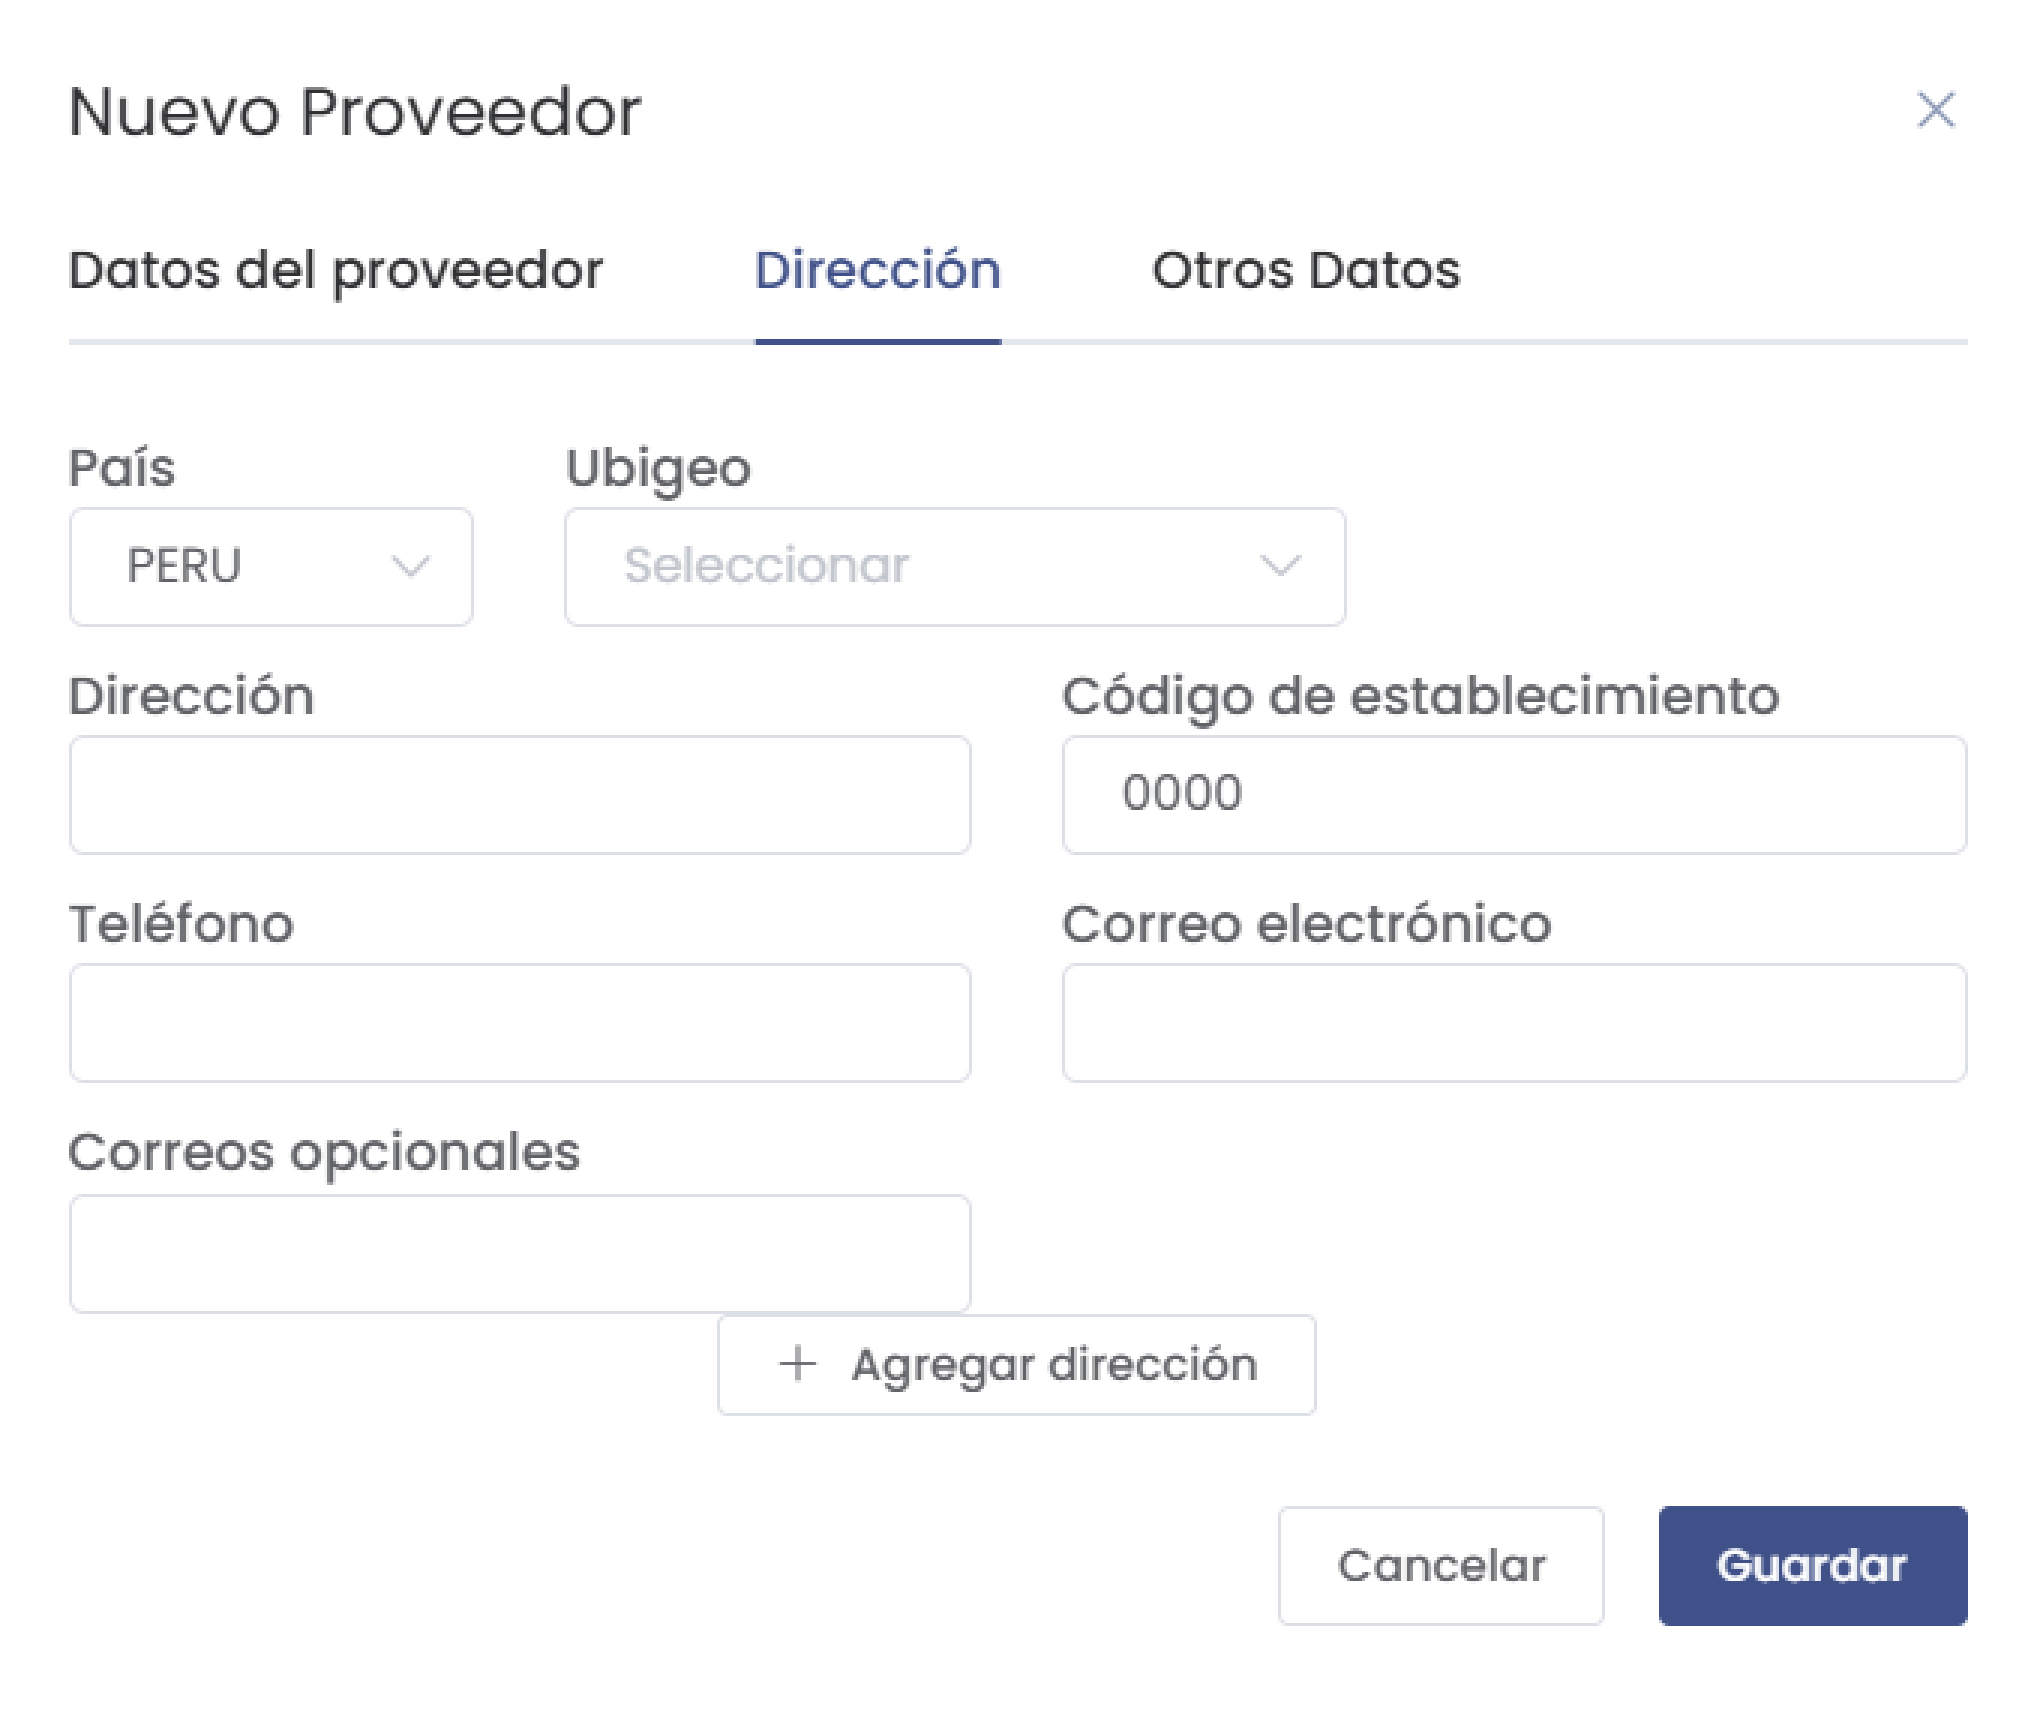 Nuevo Proveedor
Datos del proveedor Dirección Otros Datos
País Ubigeo
PERU Seleccionar
Dirección Código de establecimiento
0000
Teléfono Correo electrónico
Correos opcionales
+ Agregar dirección
Cancelar Guardar